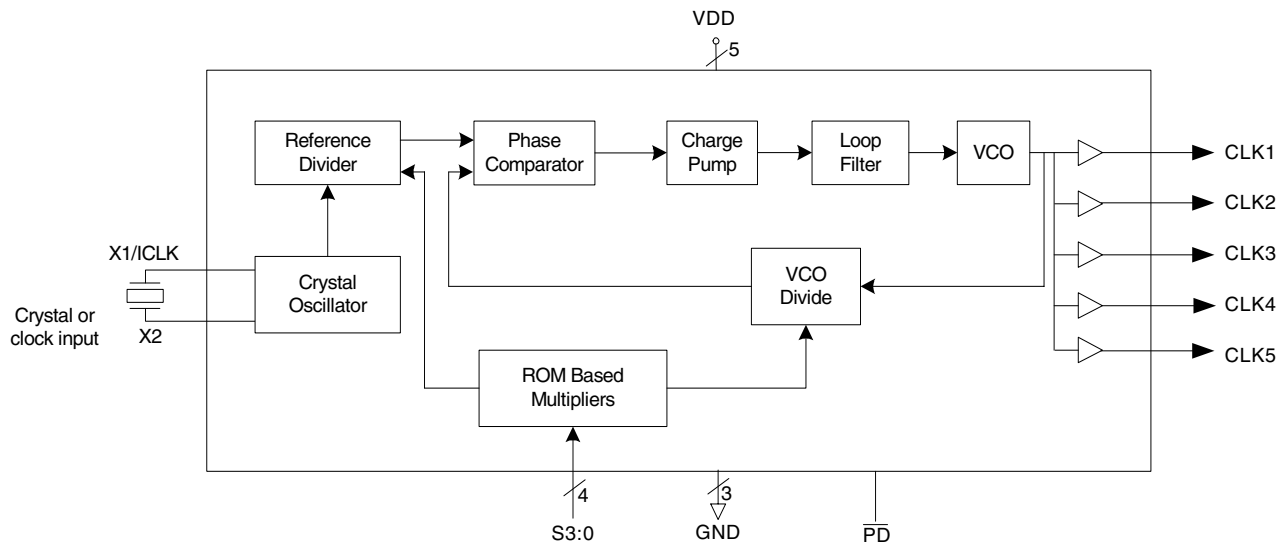 VDD
5
Reference
Divider
Phase
Comparator
Charge
Pump
Loop
Filter
VCO
CLK1
CLK2
CLK3
CLK4
CLK5
X1/ICLK
Crystal or
clock input
X2
Crystal
Oscillator
VCO
Divide
ROM Based
Multipliers
4
S3:0
3
GND
PD